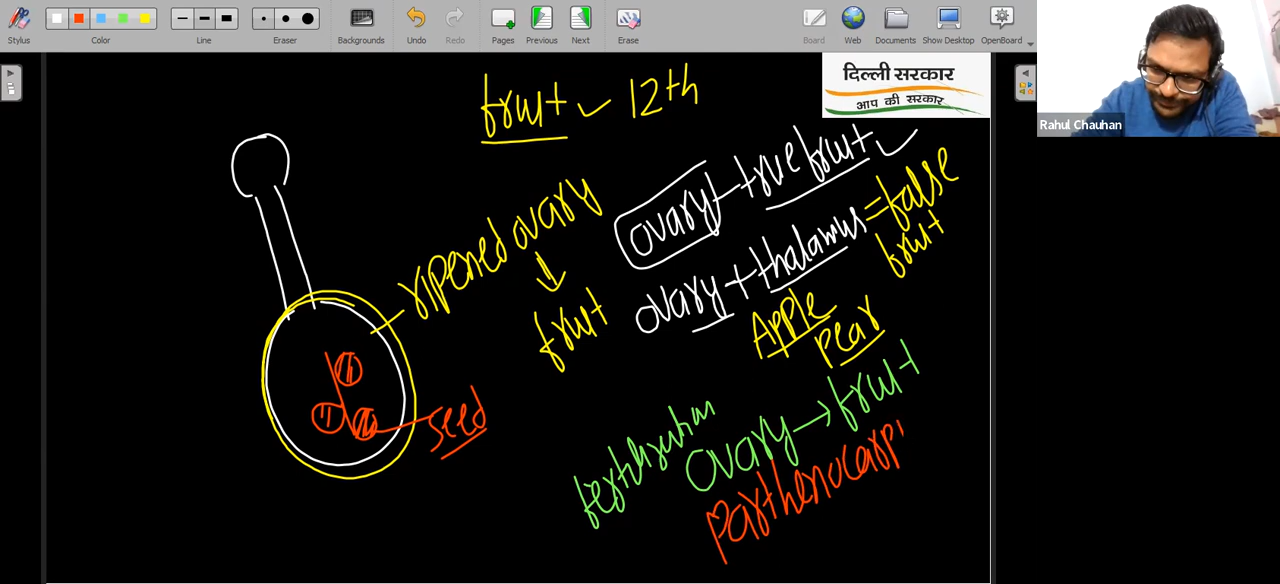 Stylus
Color
Line
Eraser
Backgrounds
Undo
Redo
Pages
Previous
Next
Erase
Board
Web
Documents
Show Desktop
OpenBoard
fruit 12th
दिल्ली सरकार
आप की सरकार
Rahul Chauhan
ovary - true fruit
ovary + thalamus = false
fruit
Apple
pear
ripened ovary
fruit
seed
fertilization
ovary → fruit
parthenocarpi